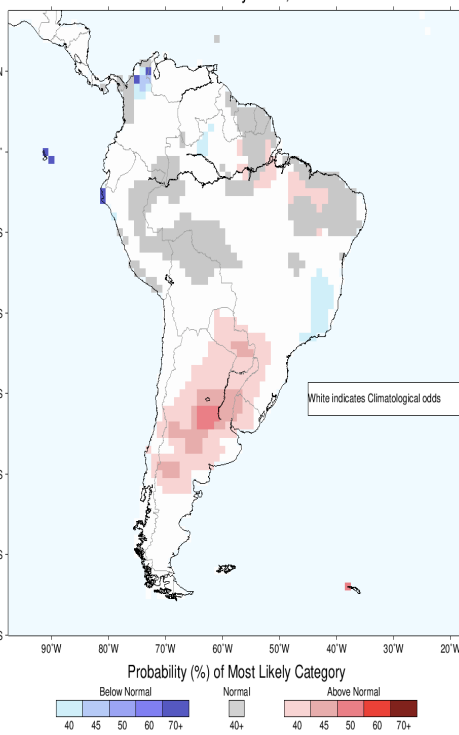 White indicates Climatological odds
90°W 80°W 70°W 60°W 50°W 40°W 30°W 20°W
Probability (%) of Most Likely Category
Below Normal Normal Above Normal
40 45 50 60 70+ 40+ 40 45 50 60 70+